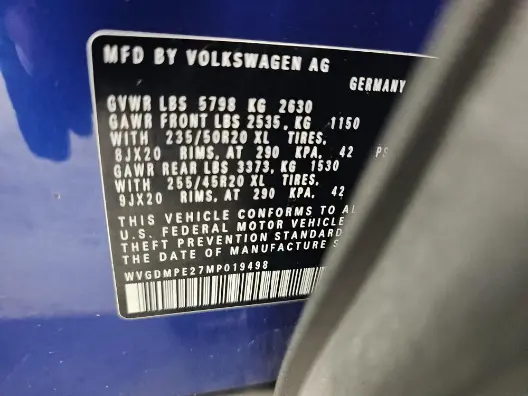 MFD BY VOLKSWAGEN AG
GERMANY
GVWR LBS 5798 KG 2630
GAWR FRONT LBS 2535, KG 1150
WITH 235/50R20 XL TIRES,
8JX20 RIMS, AT 290 KPA, 42 PS
GAWR REAR LBS 3373, KG 1530
WITH 255/45R20 XL TIRES,
9JX20 RIMS, AT 290 KPA, 42
THIS VEHICLE CONFORMS TO AL
U.S. FEDERAL MOTOR VEHICLE
THEFT PREVENTION STANDARD
THE DATE OF MANUFACTURE S
WVGDMPE27MP019498